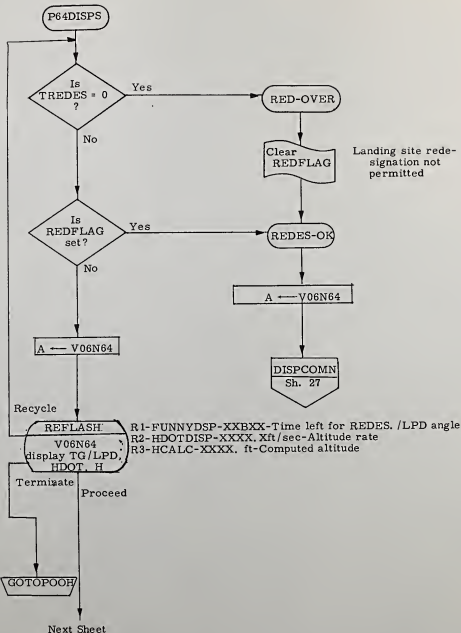 P64DISPS
Is
TREDES = 0
?
Yes
No
RED-OVER
Clear
REDFLAG
Landing site rede-
signation not
permitted
Is
REDFLAG
set?
Yes
No
REDES-OK
A ← V06N64
A ← V06N64
DISPCOMN
Sh. 27
Recycle
REFLASH
V06N64
display TG/LPD,
HDOT, H
R1-FUNNYDSP-XXBXX-Time left for REDES. /LPD angle
R2-HDOTDISP-XXXX. Xft/sec-Altitude rate
R3-HCALC-XXXX. ft-Computed altitude
Terminate
Proceed
GOTOPOOH
Next Sheet